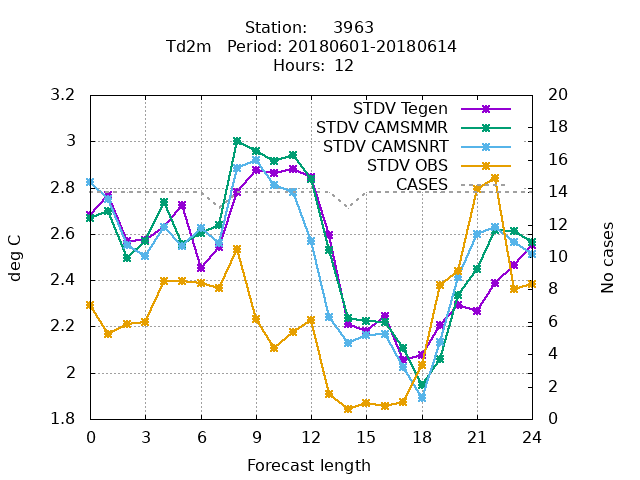 Station: 3963
Td2m Period: 20180601-20180614
Hours: 12
3.2
3
2.8
2.6
2.4
2.2
2
1.8
deg C
STDV Tegen
STDV CAMSMMR
STDV CAMSNRT
STDV OBS
CASES
20
18
16
14
12
10
8
6
4
2
0
No cases
0 3 6 9 12 15 18 21 24
Forecast length